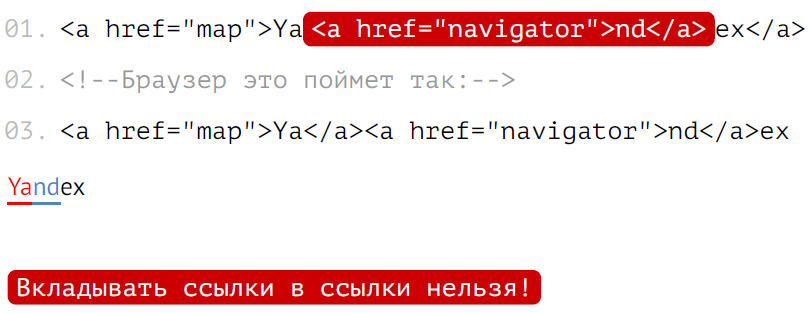 01. <a href="map">Ya<a href="navigator">nd</a>ex</a>
02. <!--Браузер это поймет так:-->
03. <a href="map">Ya</a><a href="navigator">nd</a>ex
Yandex
Вкладывать ссылки в ссылки нельзя!